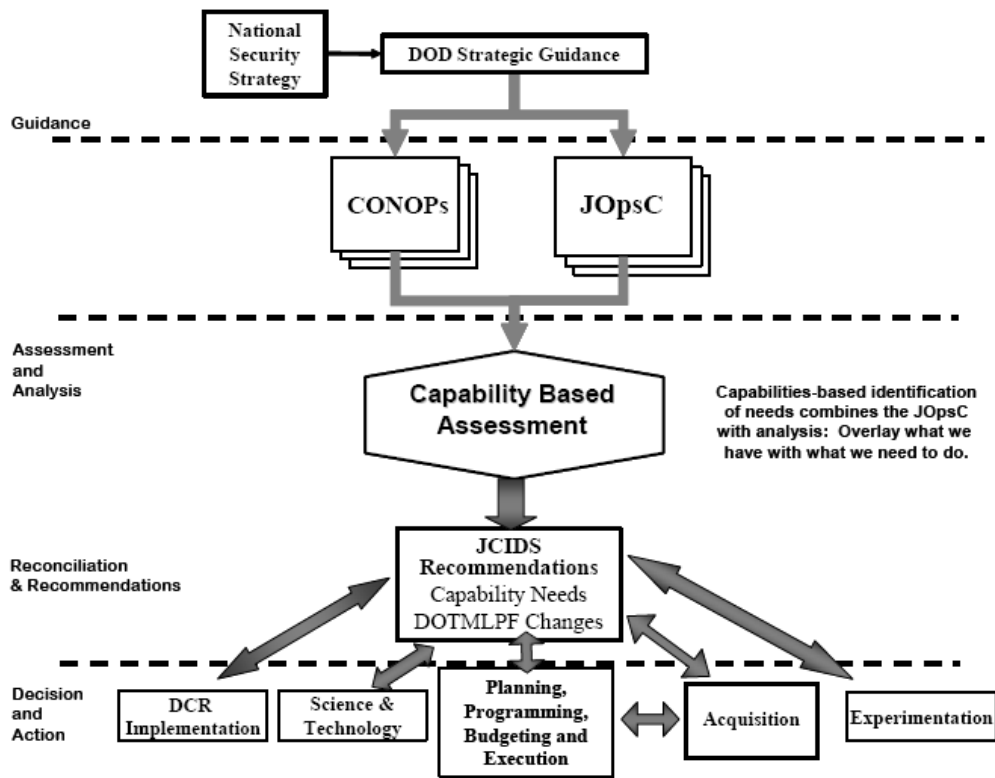 National
Security
Strategy
DOD Strategic Guidance
Guidance
CONOPs
JOpsC
Assessment
and
Analysis
Capability Based
Assessment
Capabilities-based identification
of needs combines the JOpsC
with analysis: Overlay what we
have with what we need to do.
Reconciliation
& Recommendations
JCIDS
Recommendations
Capability Needs
DOTMLPF Changes
Decision
and
Action
DCR
Implementation
Science &
Technology
Planning,
Programming,
Budgeting and
Execution
Acquisition
Experimentation